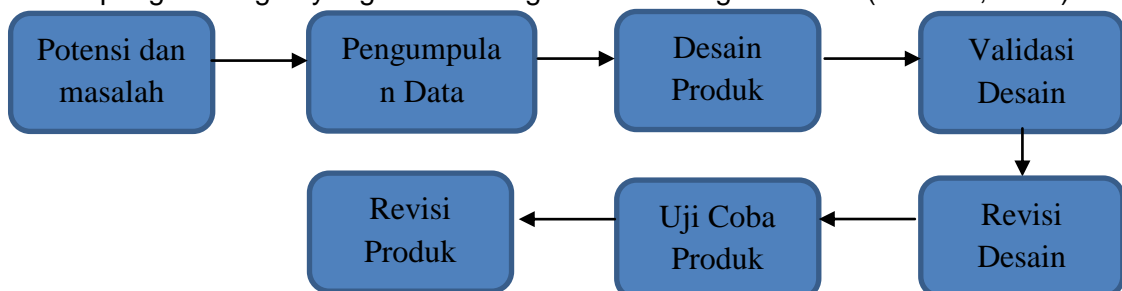 Potensi dan
masalah
Pengumpula
n Data
Desain
Produk
Validasi
Desain
Revisi
Produk
Uji Coba
Produk
Revisi
Desain